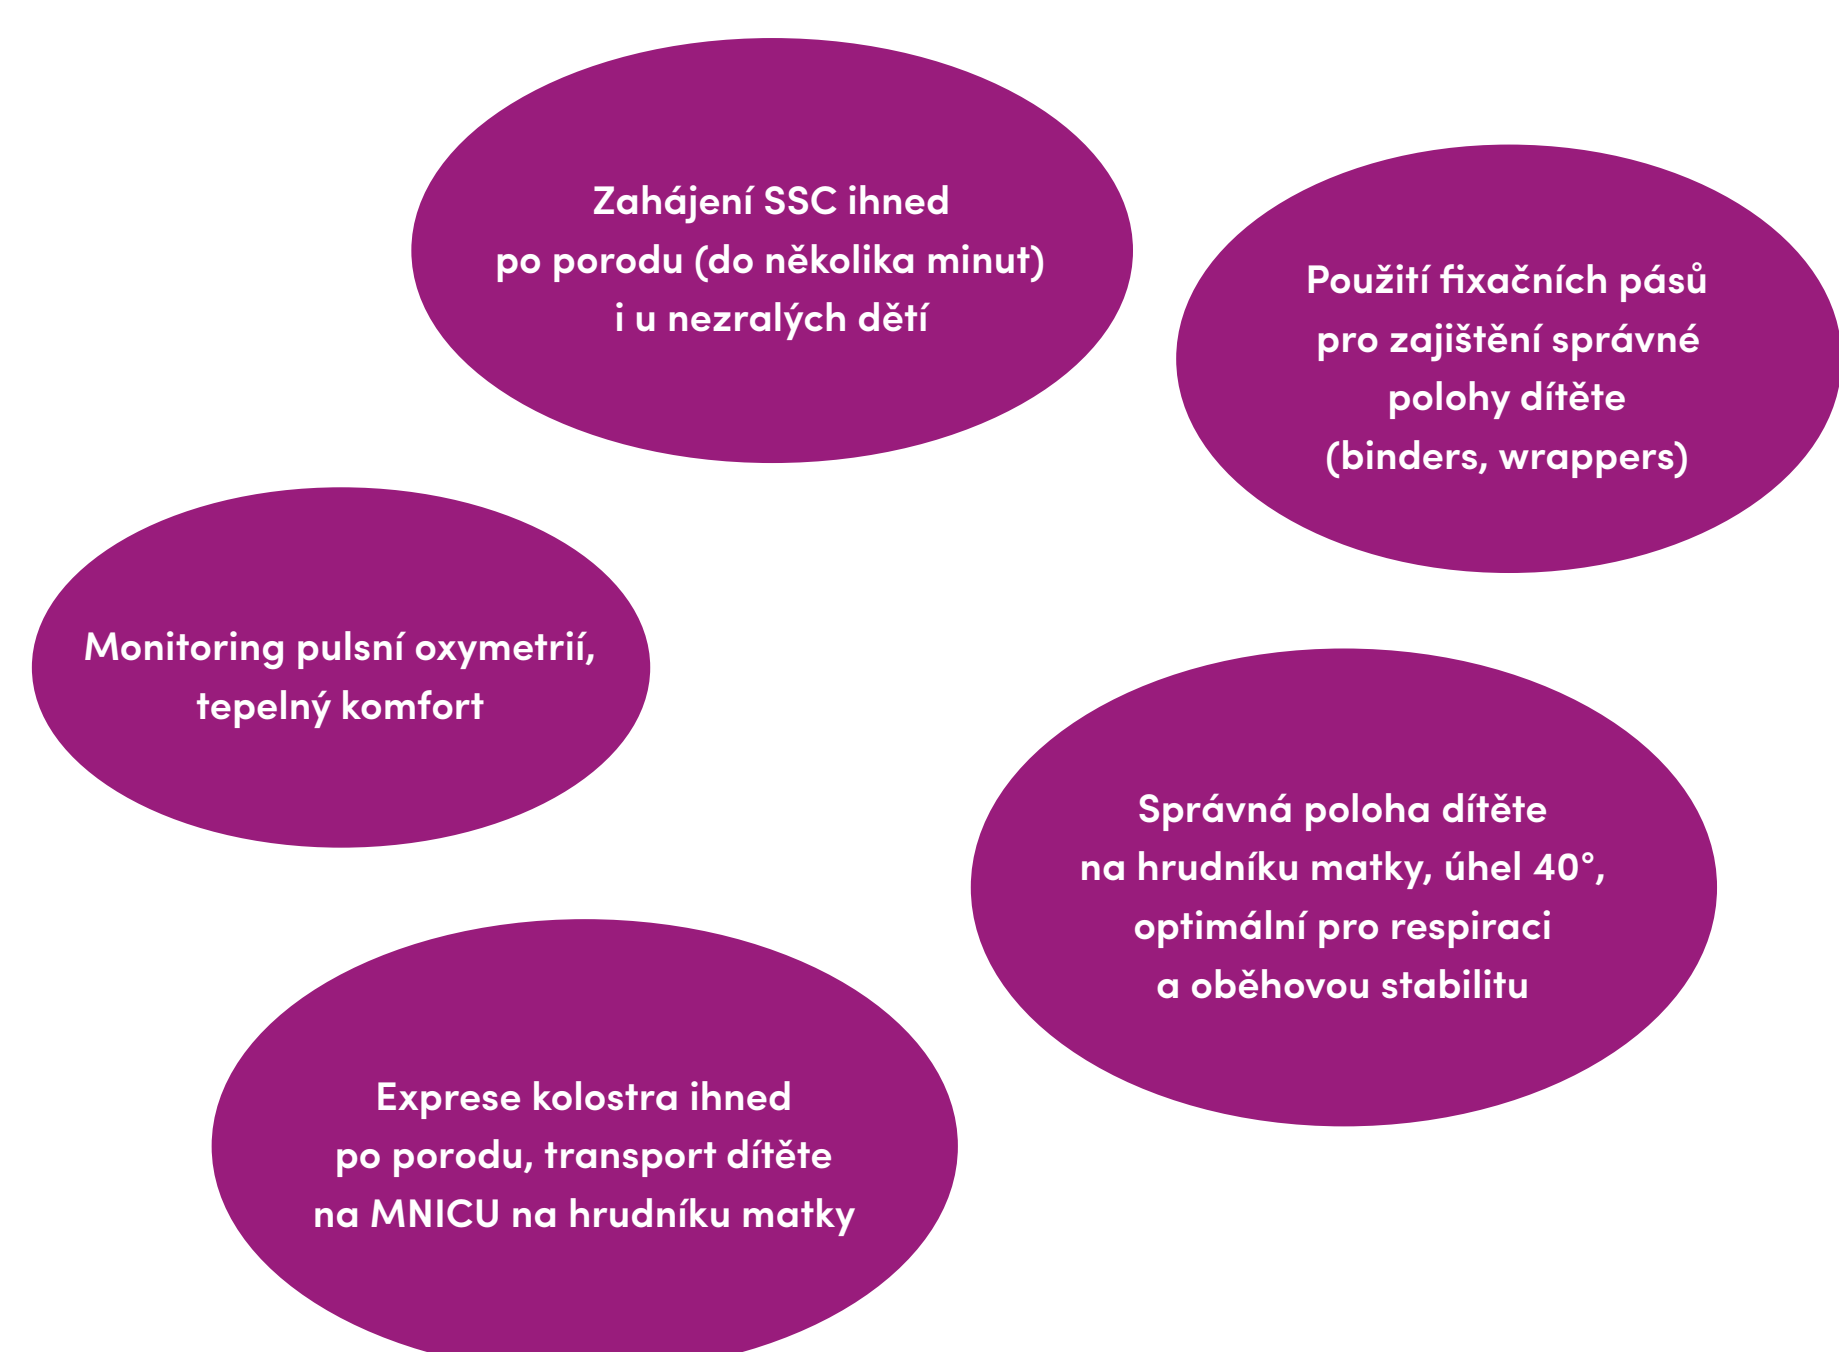 Zahájení SSC ihned
po porodu (do několika minut)
i u nezralých dětí
Použití fixačních pásů
pro zajištění správné
polohy dítěte
(binders, wrappers)
Monitoring pulsní oxymetrií,
tepelný komfort
Správná poloha dítěte
na hrudníku matky, úhel 40°,
optimální pro respiraci
a oběhovou stabilitu
Exprese kolostra ihned
po porodu, transport dítěte
na MNICU na hrudníku matky